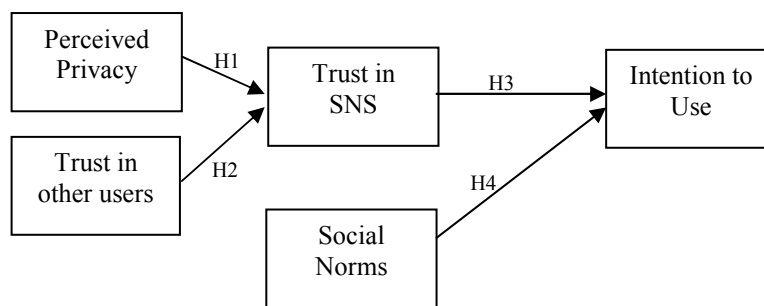 Perceived
Privacy
H1
Trust in
SNS
H3
Intention to
Use
Trust in
other users
H2
H4
Social
Norms